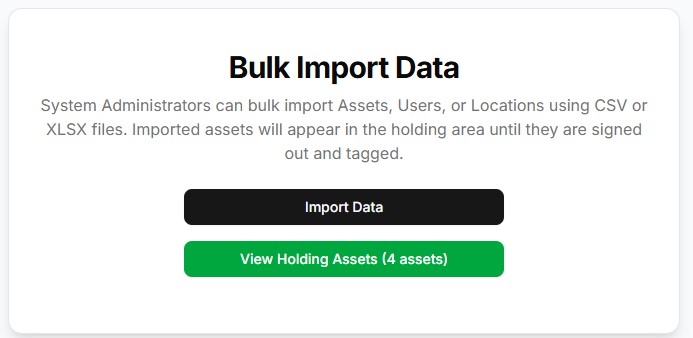 Bulk Import Data
System Administrators can bulk import Assets, Users, or Locations using CSV or
XLSX files. Imported assets will appear in the holding area until they are signed
out and tagged.
Import Data
View Holding Assets (4 assets)